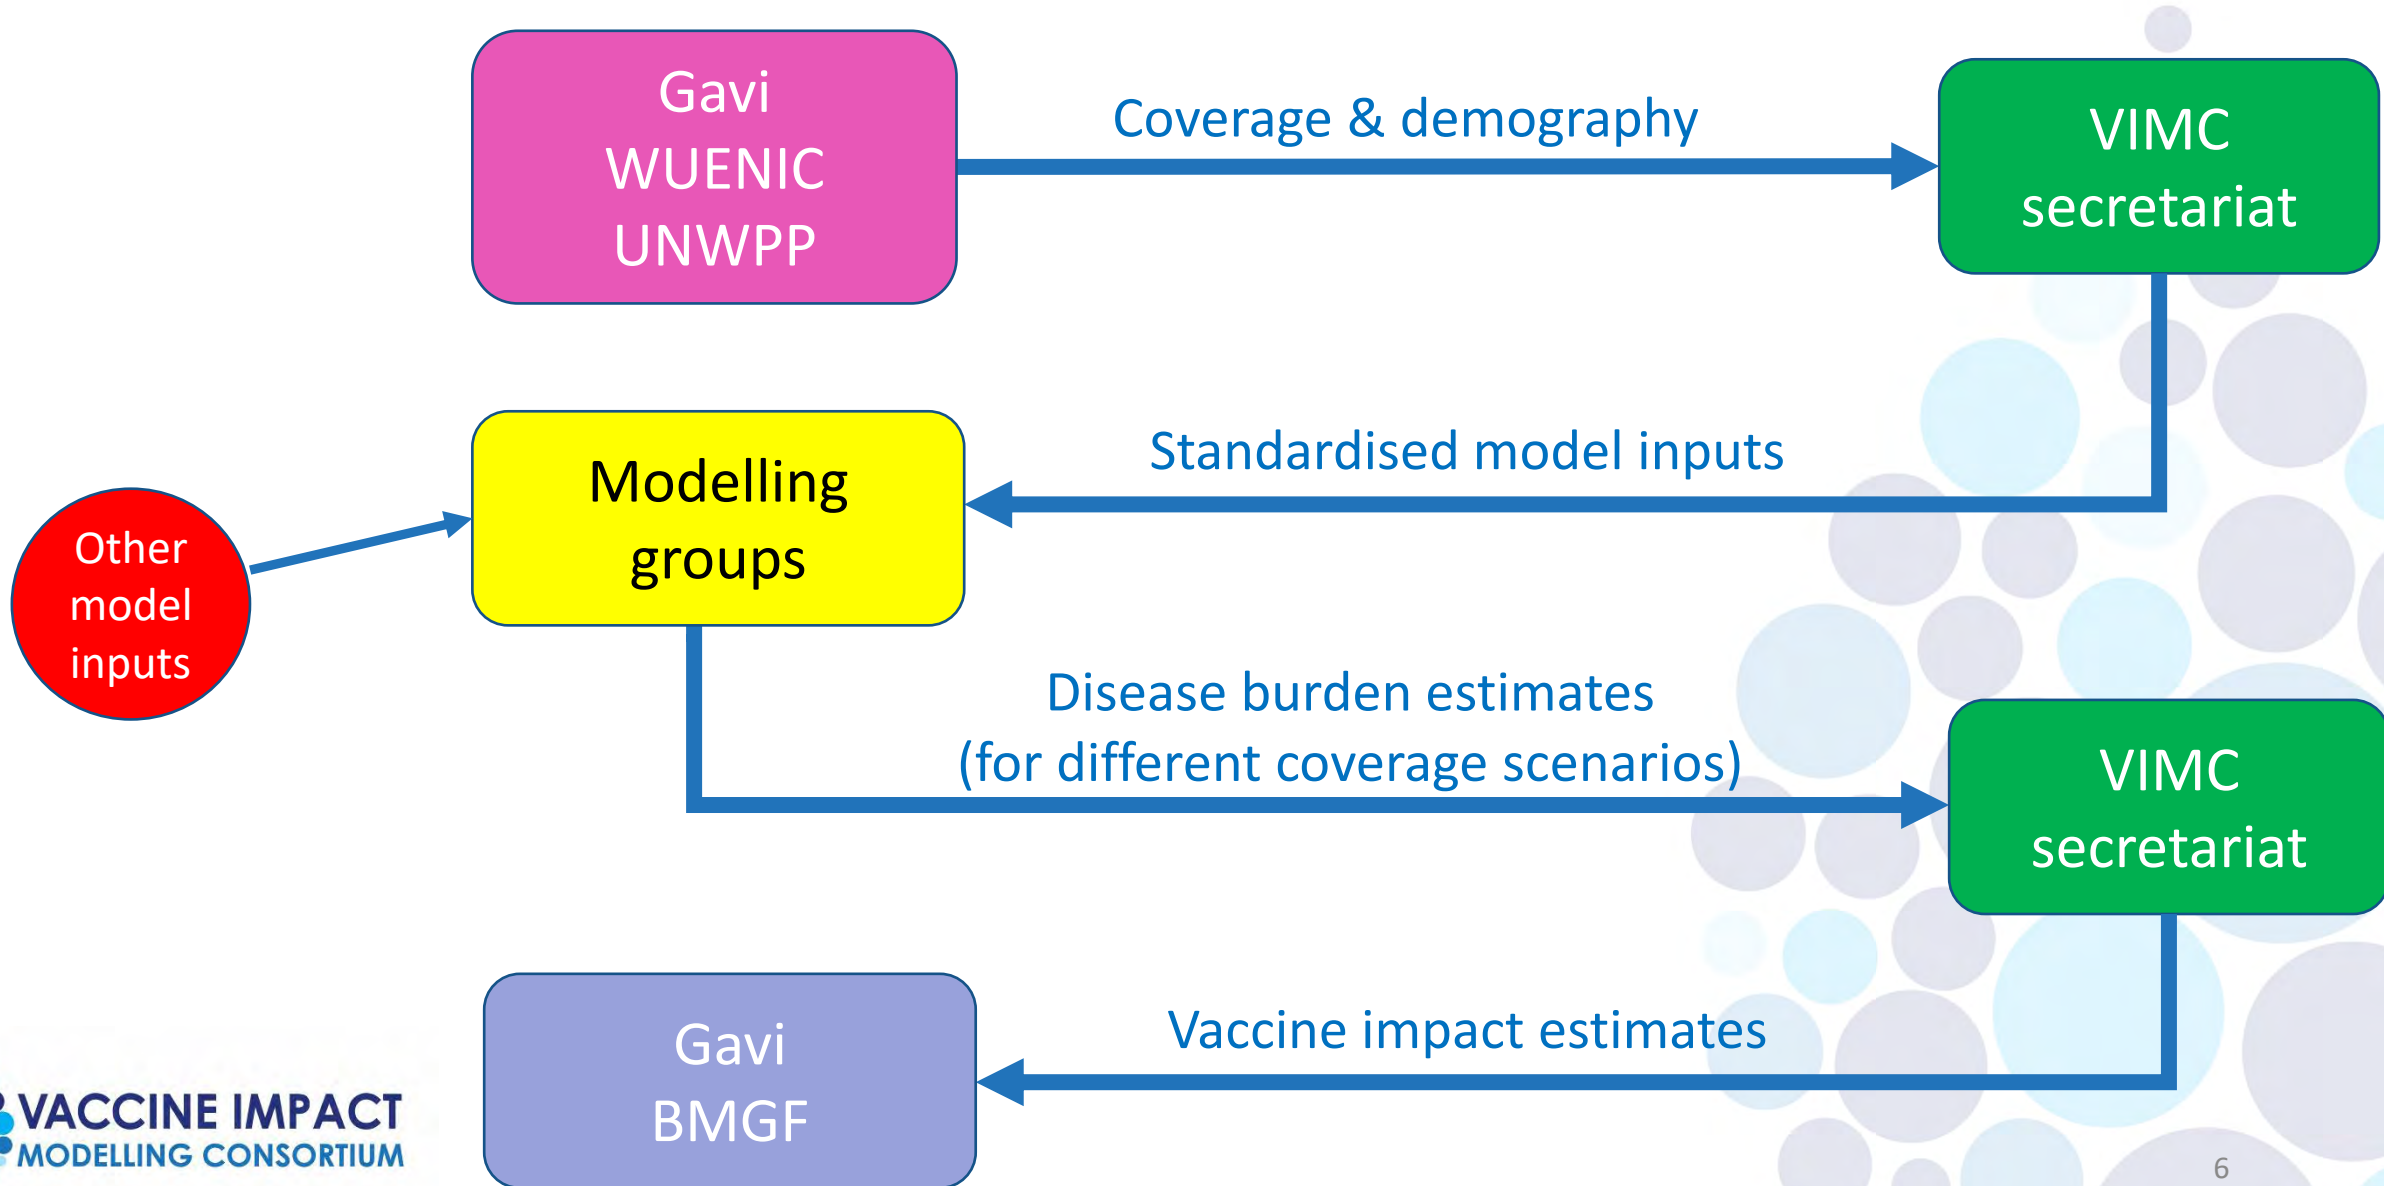 Gavi
WUENIC
UNWPP
Coverage & demography
VIMC
secretariat
Standardised model inputs
Modelling
groups
Other
model
inputs
Disease burden estimates
(for different coverage scenarios)
VIMC
secretariat
Gavi
BMGF
Vaccine impact estimates
VACCINE IMPACT
MODELLING CONSORTIUM
6